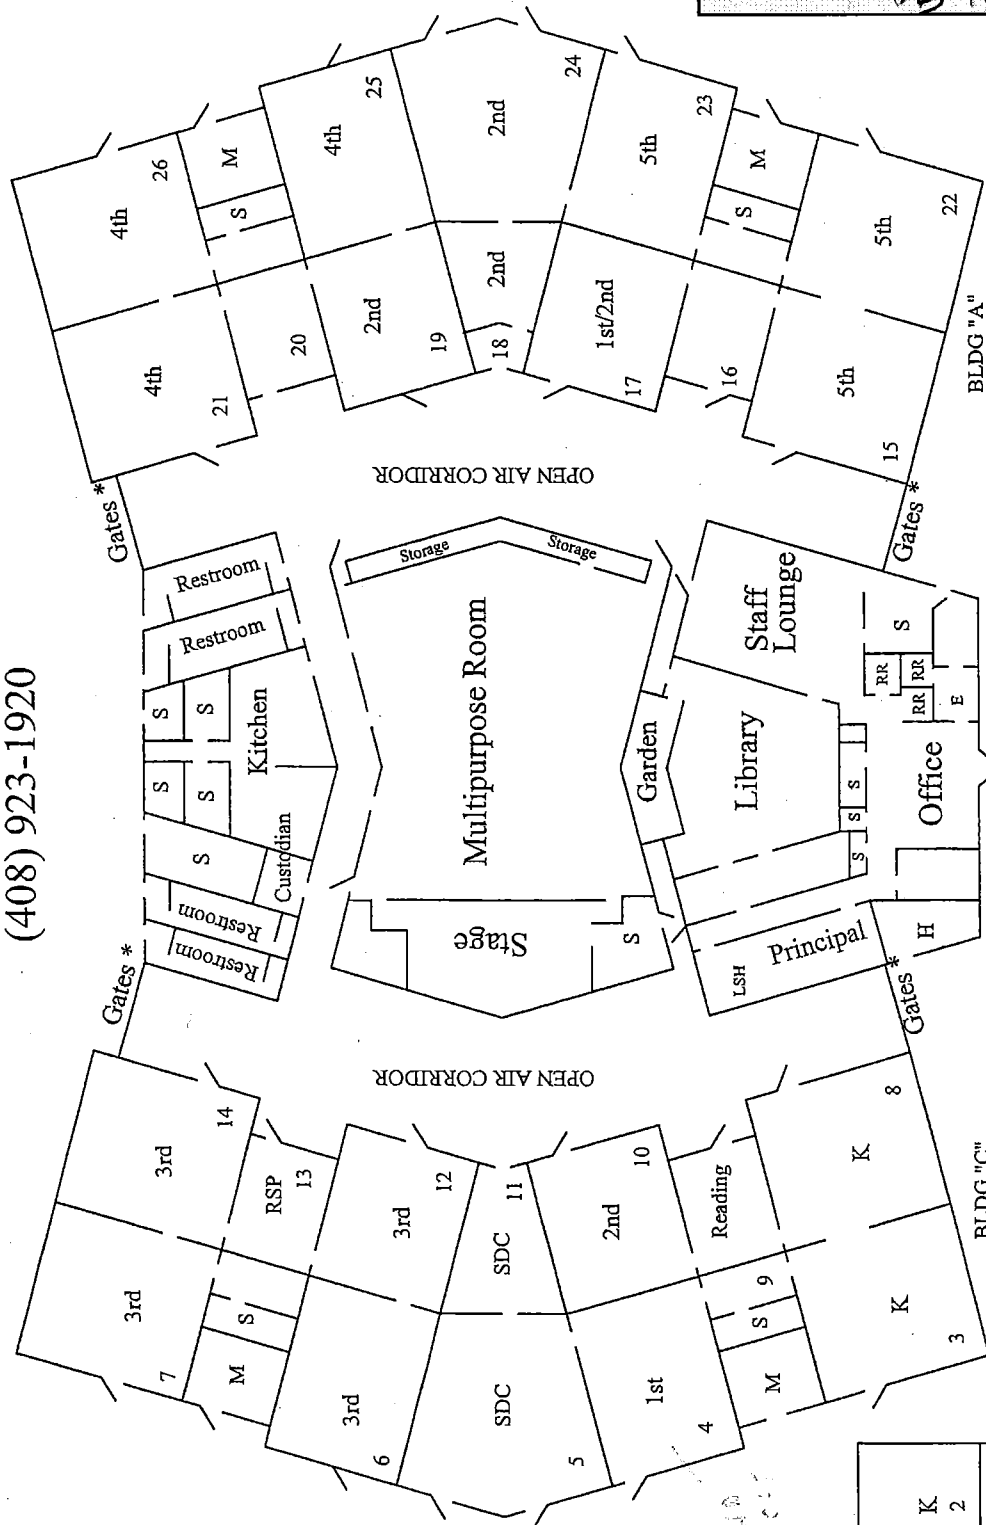 (408) 923-1920
Gates *
Gates *
4th
26
M
S
4th
25
2nd
24
5th
23
M
S
5th
22
4th
21
20
2nd
19
2nd
18
1st/2nd
17
16
5th
15
BLDG "A"
OPEN AIR CORRIDOR
Gates *
Restroom
Restroom
S
S
S
S
Kitchen
S
Custodian
Restroom
Restroom
Storage
Storage
Multipurpose Room
Stage
S
Garden
Staff
Lounge
Library
S
S
S
S
RR
RR
RR
E
Office
LSH
Principal
H
Gates *
OPEN AIR CORRIDOR
3rd
14
RSP
13
3rd
12
SDC
11
2nd
10
Reading
9
K
8
3rd
7
S
M
3rd
6
SDC
5
1st
4
S
M
K
3
BLDG "C"
K
2